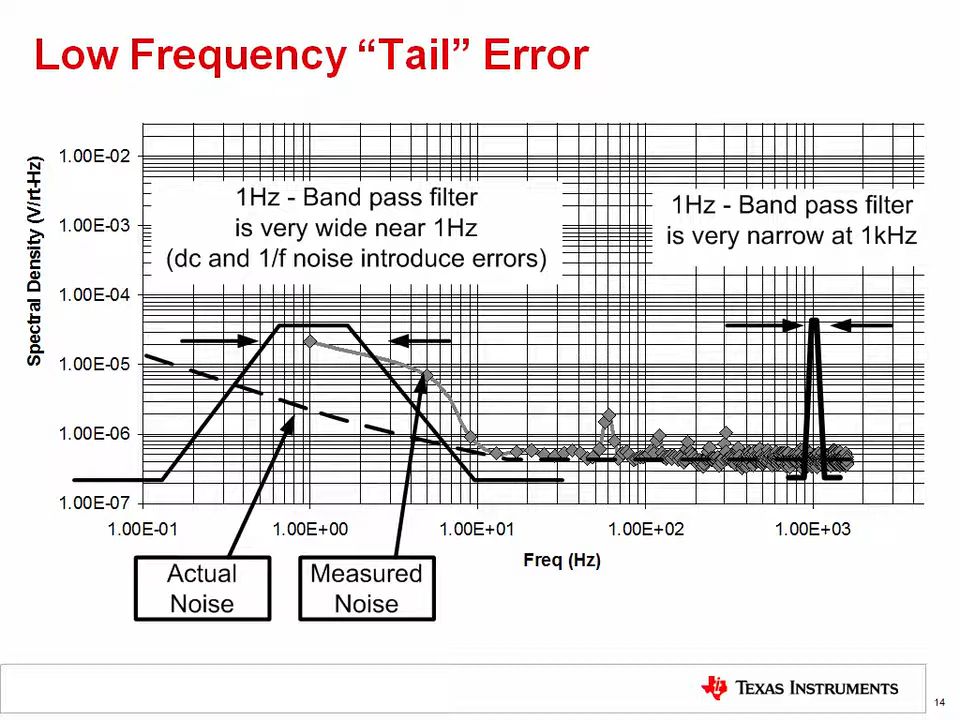 Low Frequency “Tail” Error
Spectral Density (V/rt-Hz)
1.00E-02
1.00E-03
1.00E-04
1.00E-05
1.00E-06
1.00E-07
1Hz - Band pass filter
is very wide near 1Hz
(dc and 1/f noise introduce errors)
1Hz - Band pass filter
is very narrow at 1kHz
1.00E-01
1.00E+00
1.00E+01
1.00E+02
1.00E+03
Freq (Hz)
Actual
Noise
Measured
Noise
TEXAS INSTRUMENTS
14